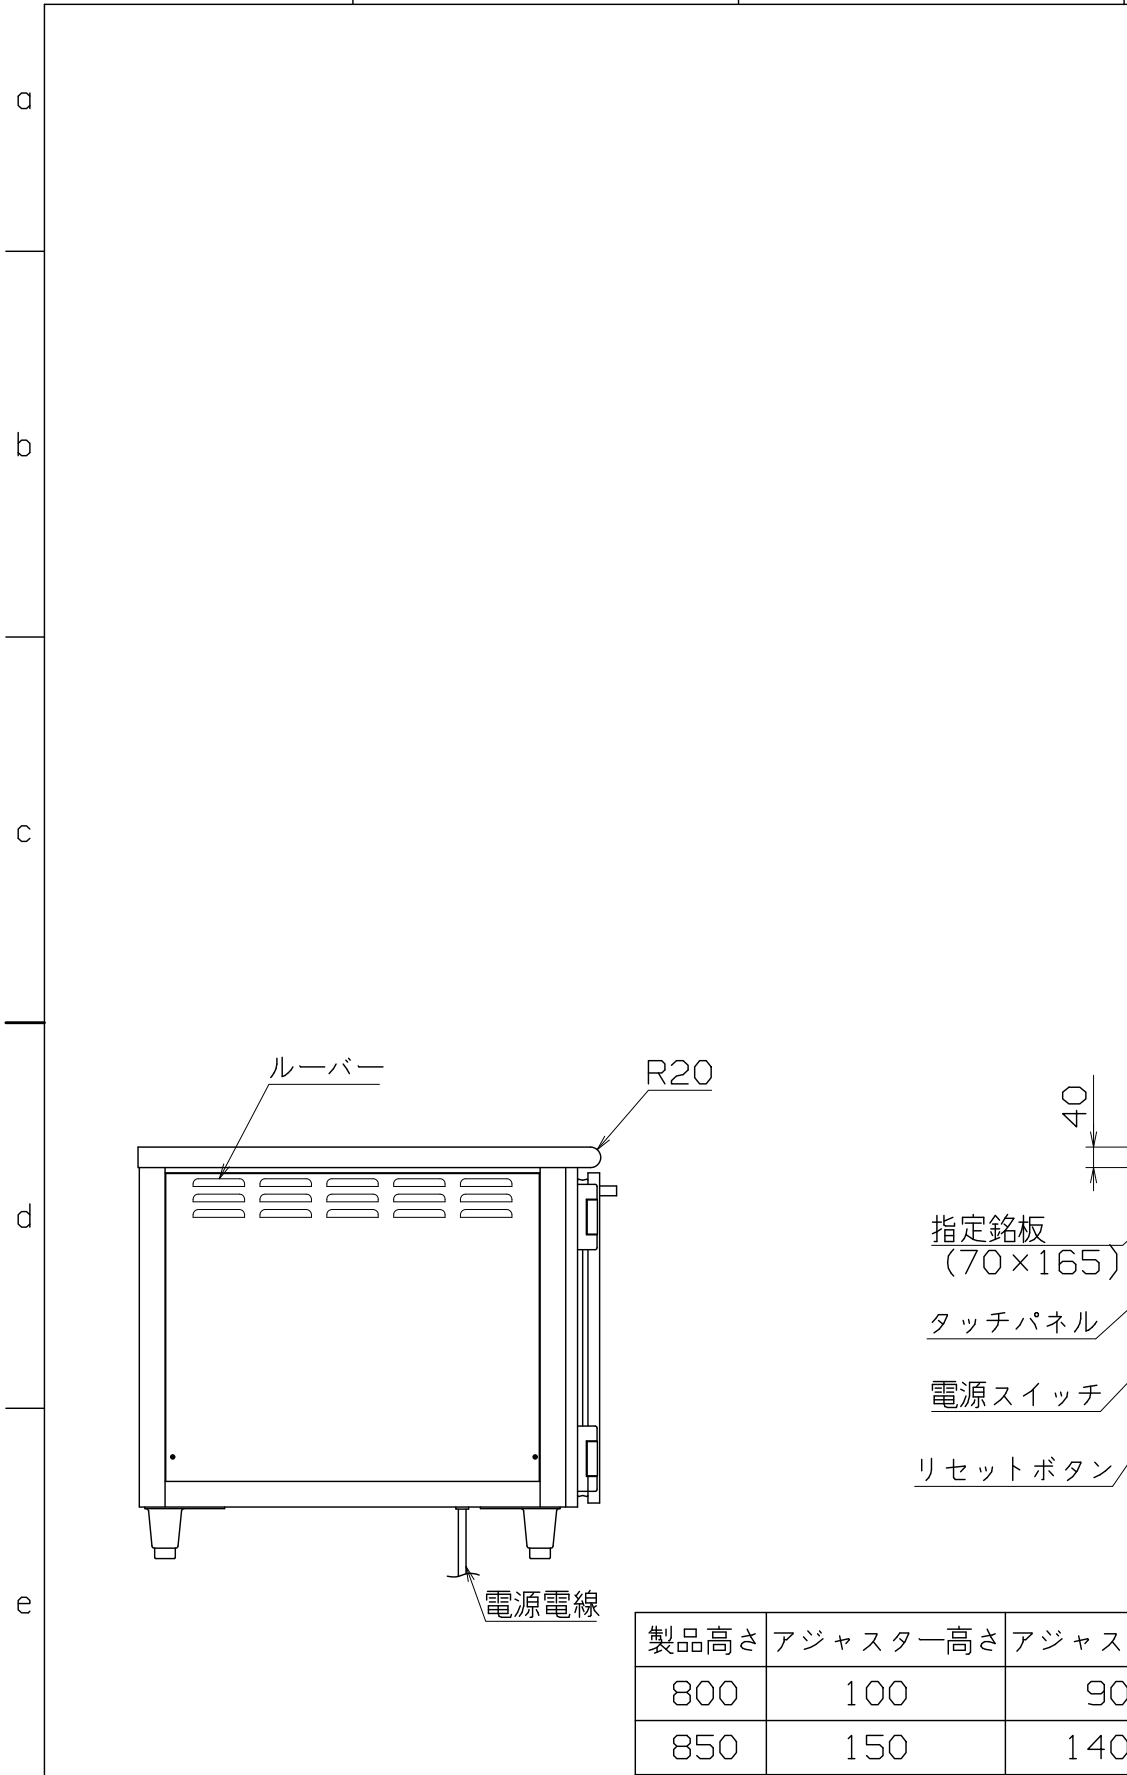 a
b
c
d
e
ルーバー
R20
40
指定銘板
(70×165)
タッチパネル
電源スイッチ
リセットボタン
電源電線
製品高さ アジャスター高さ アジャス
800 100 90
850 150 140